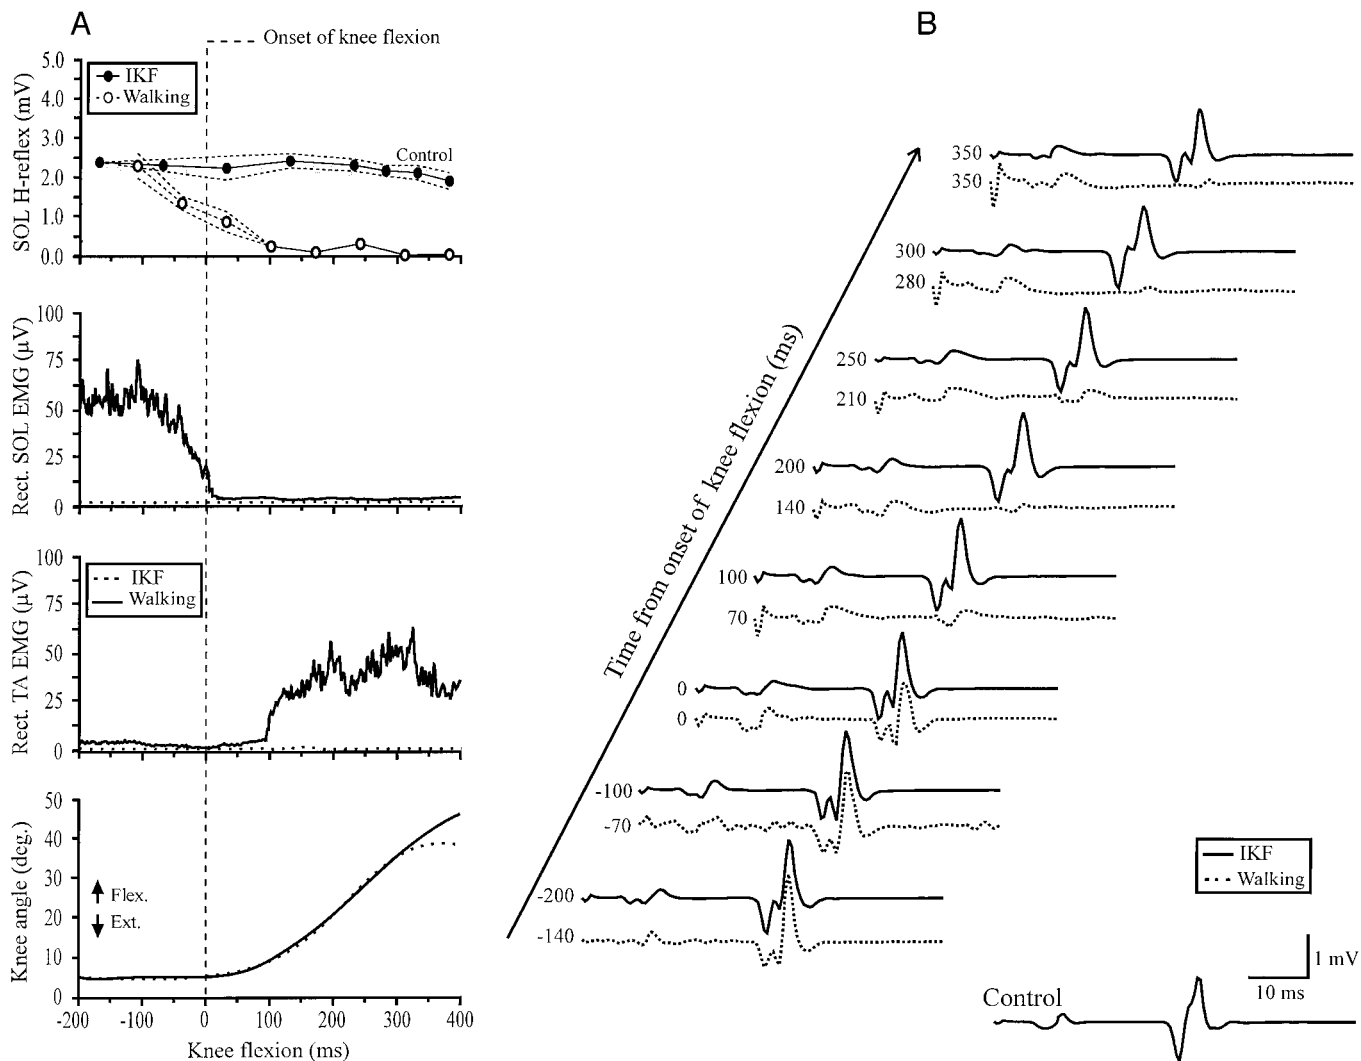 A
B
Onset of knee flexion
SOL H-reflex (mV)
5.0
4.0
3.0
2.0
1.0
0.0
IKF
Walking
Control
Rect. SOL EMG (µV)
100
75
50
25
0
Rect. TA EMG (µV)
100
75
50
25
0
IKF
Walking
Knee angle (deg.)
50
40
30
20
10
0
Flex.
Ext.
-200
-100
0
100
200
300
400
Knee flexion (ms)
Time from onset of knee flexion (ms)
350
350
300
280
250
210
200
140
100
70
0
0
-100
-70
-200
-140
IKF
Walking
1 mV
10 ms
Control